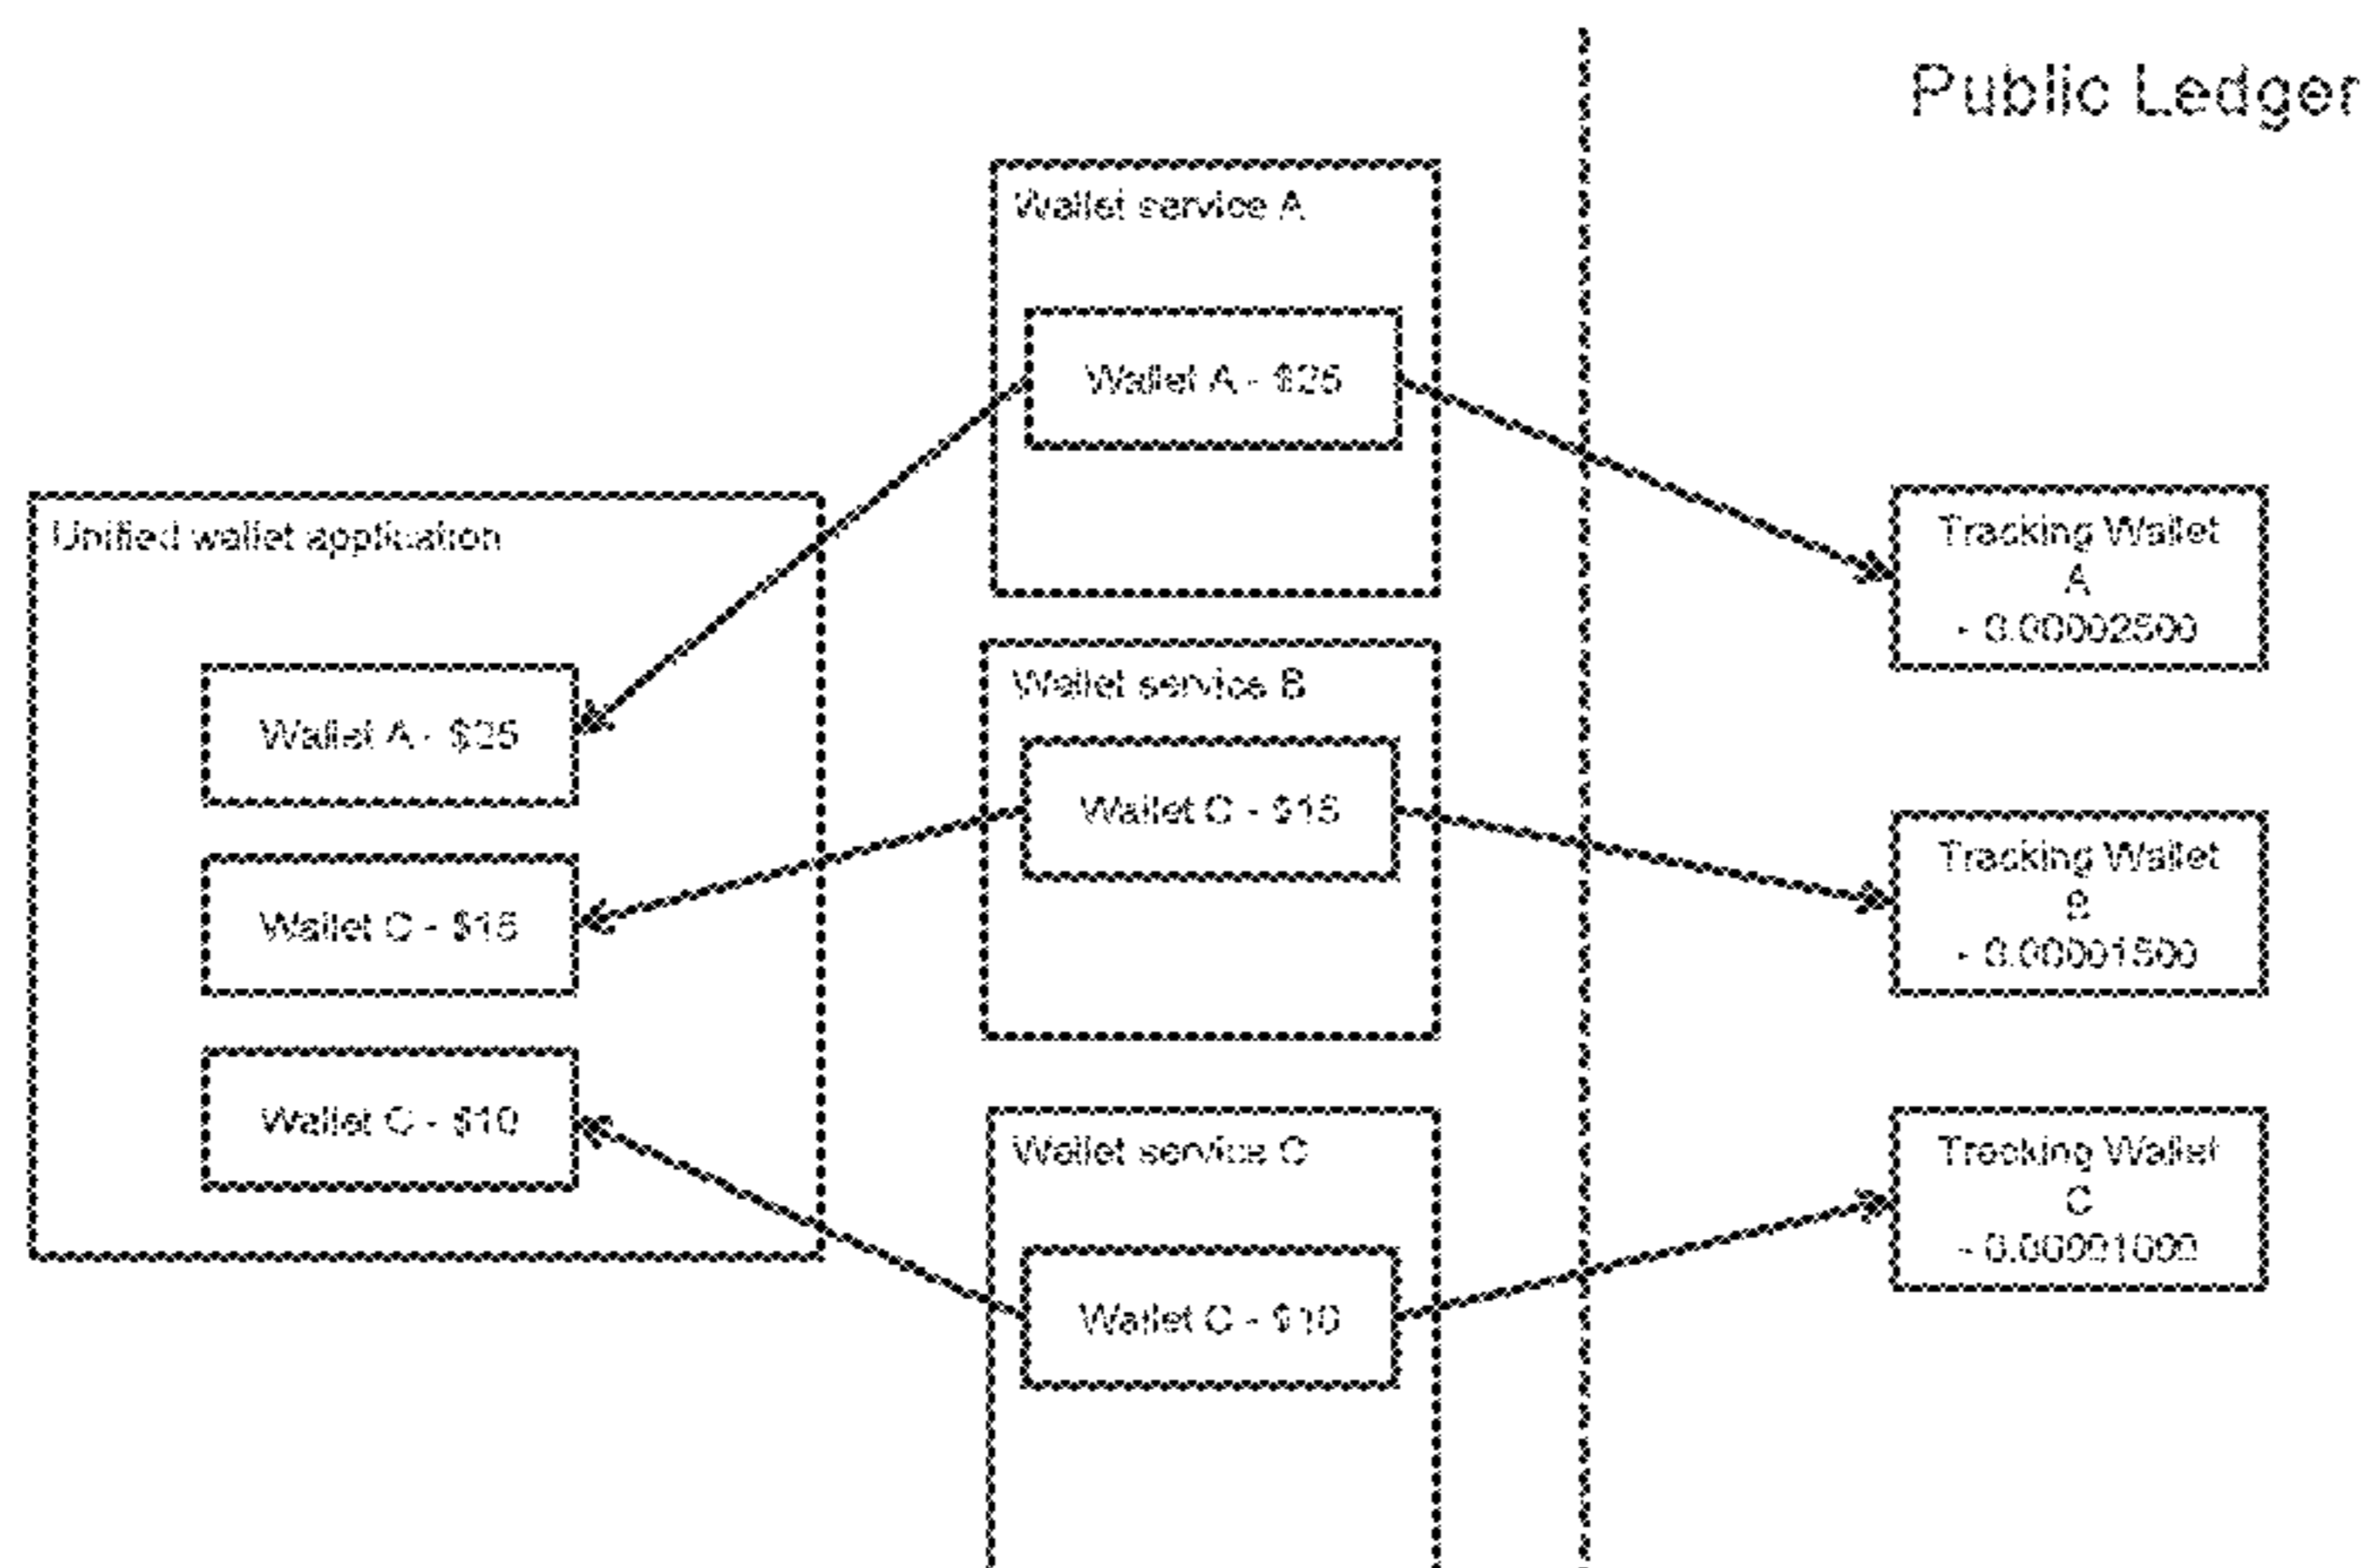 Public Ledger
Wallet service A
Wallet A - $25
Unified wallet application
Wallet A - $25
Wallet C - $15
Wallet C - $10
Wallet service B
Wallet C - $15
Wallet service C
Wallet C - $10
Tracking Wallet
A
- 0.00002500
Tracking Wallet
B
- 0.00001500
Tracking Wallet
C
- 0.00001000